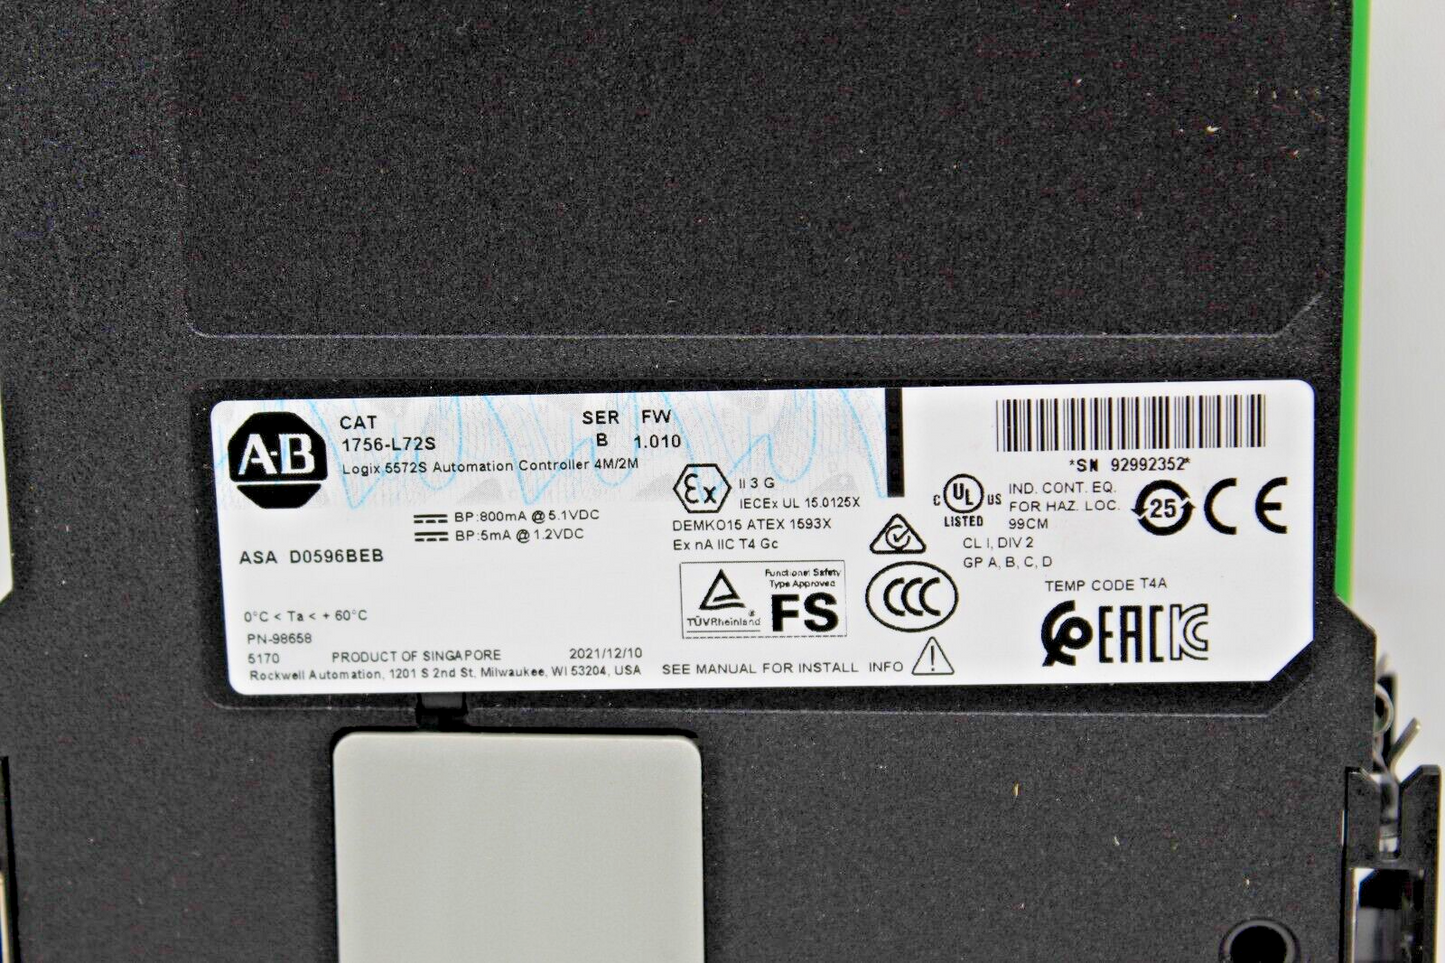 A-B
CAT SER FW
1756-L72S B 1.010
Logix 5572S Automation Controller 4M/2M
BP:800mA @ 5.1VDC
BP:5mA @ 1.2VDC
ASA D0596BEB
0°C < Ta < + 60°C
PN-98658
5170 PRODUCT OF SINGAPORE 2021/12/10
Rockwell Automation, 1201 S 2nd St, Milwaukee, WI 53204, USA
Ex II 3 G
IECEx UL 15.0125X
DEMKO15 ATEX 1593X
Ex nA IIC T4 Gc
TÜVRheinland ®
Functional Safety
Type Approved
FS
CCC
SEE MANUAL FOR INSTALL INFO
*SN 92992352*
C UL US
LISTED
IND. CONT. EQ.
FOR HAZ. LOC.
99CM
CL I, DIV 2
GP A, B, C, D
25
CE
TEMP CODE T4A
EAC
KC